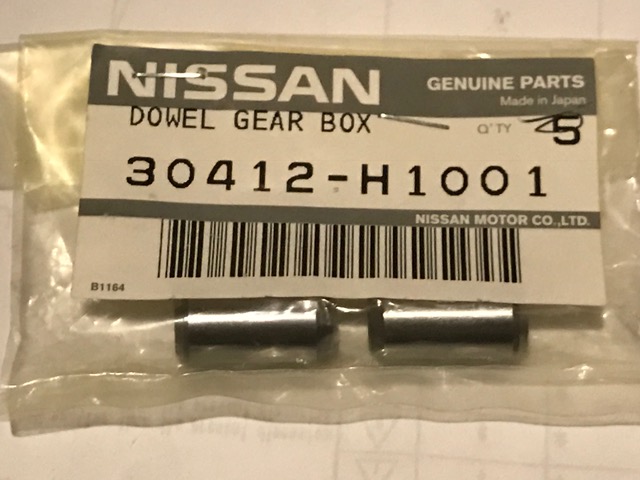 NISSAN
GENUINE PARTS
Made in Japan
DOWEL GEAR BOX
Q'TY 5
30412-H1001
NISSAN MOTOR CO.,LTD.
B1164